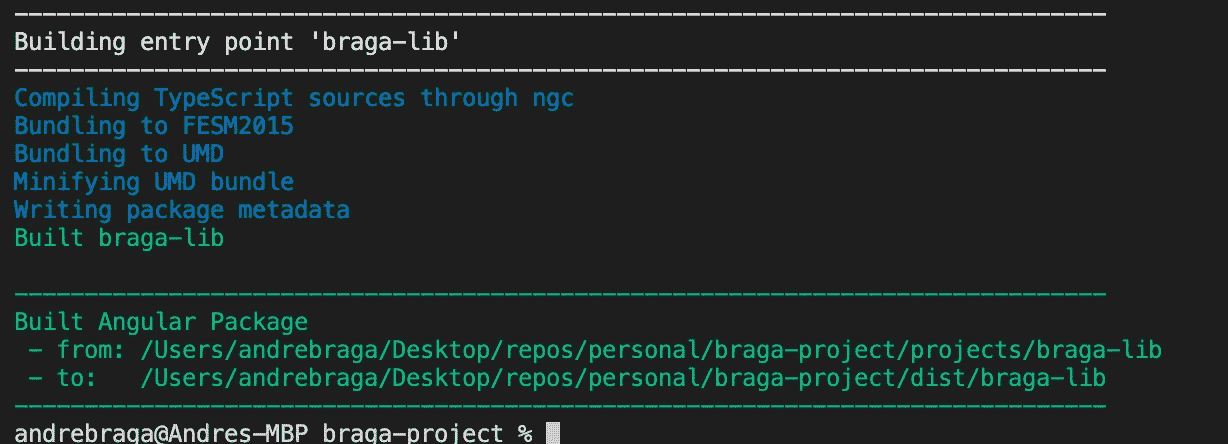 ------------------------------------------------------------------------------
Building entry point 'braga-lib'
------------------------------------------------------------------------------
Compiling TypeScript sources through ngc
Bundling to FESM2015
Bundling to UMD
Minifying UMD bundle
Writing package metadata
Built braga-lib
------------------------------------------------------------------------------
Built Angular Package
 - from: /Users/andrebraga/Desktop/repos/personal/braga-project/projects/braga-lib
 - to:   /Users/andrebraga/Desktop/repos/personal/braga-project/dist/braga-lib
------------------------------------------------------------------------------
andrebraga@Andres-MBP braga-project %